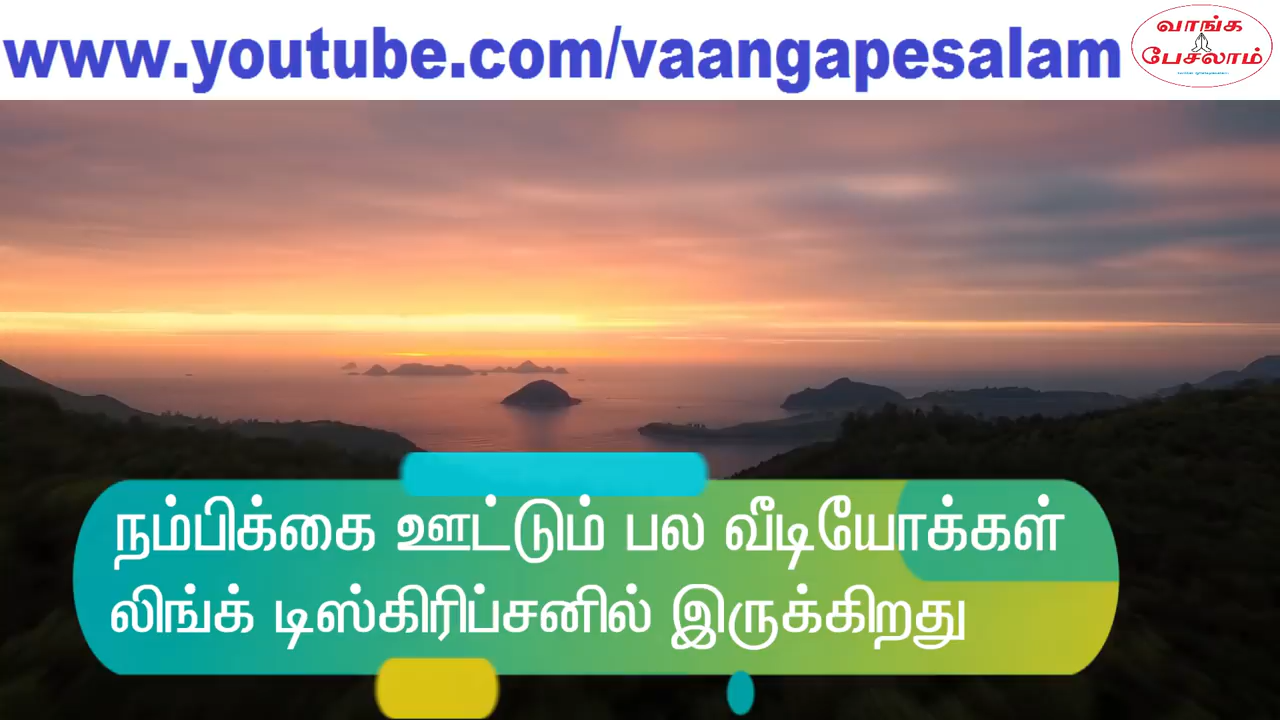 www.youtube.com/vaangapesalam
வாங்க
பேசலாம்
நம்பிக்கை ஊட்டும் பல வீடியோக்கள்
லிங்க் டிஸ்கிரிப்சனில் இருக்கிறது